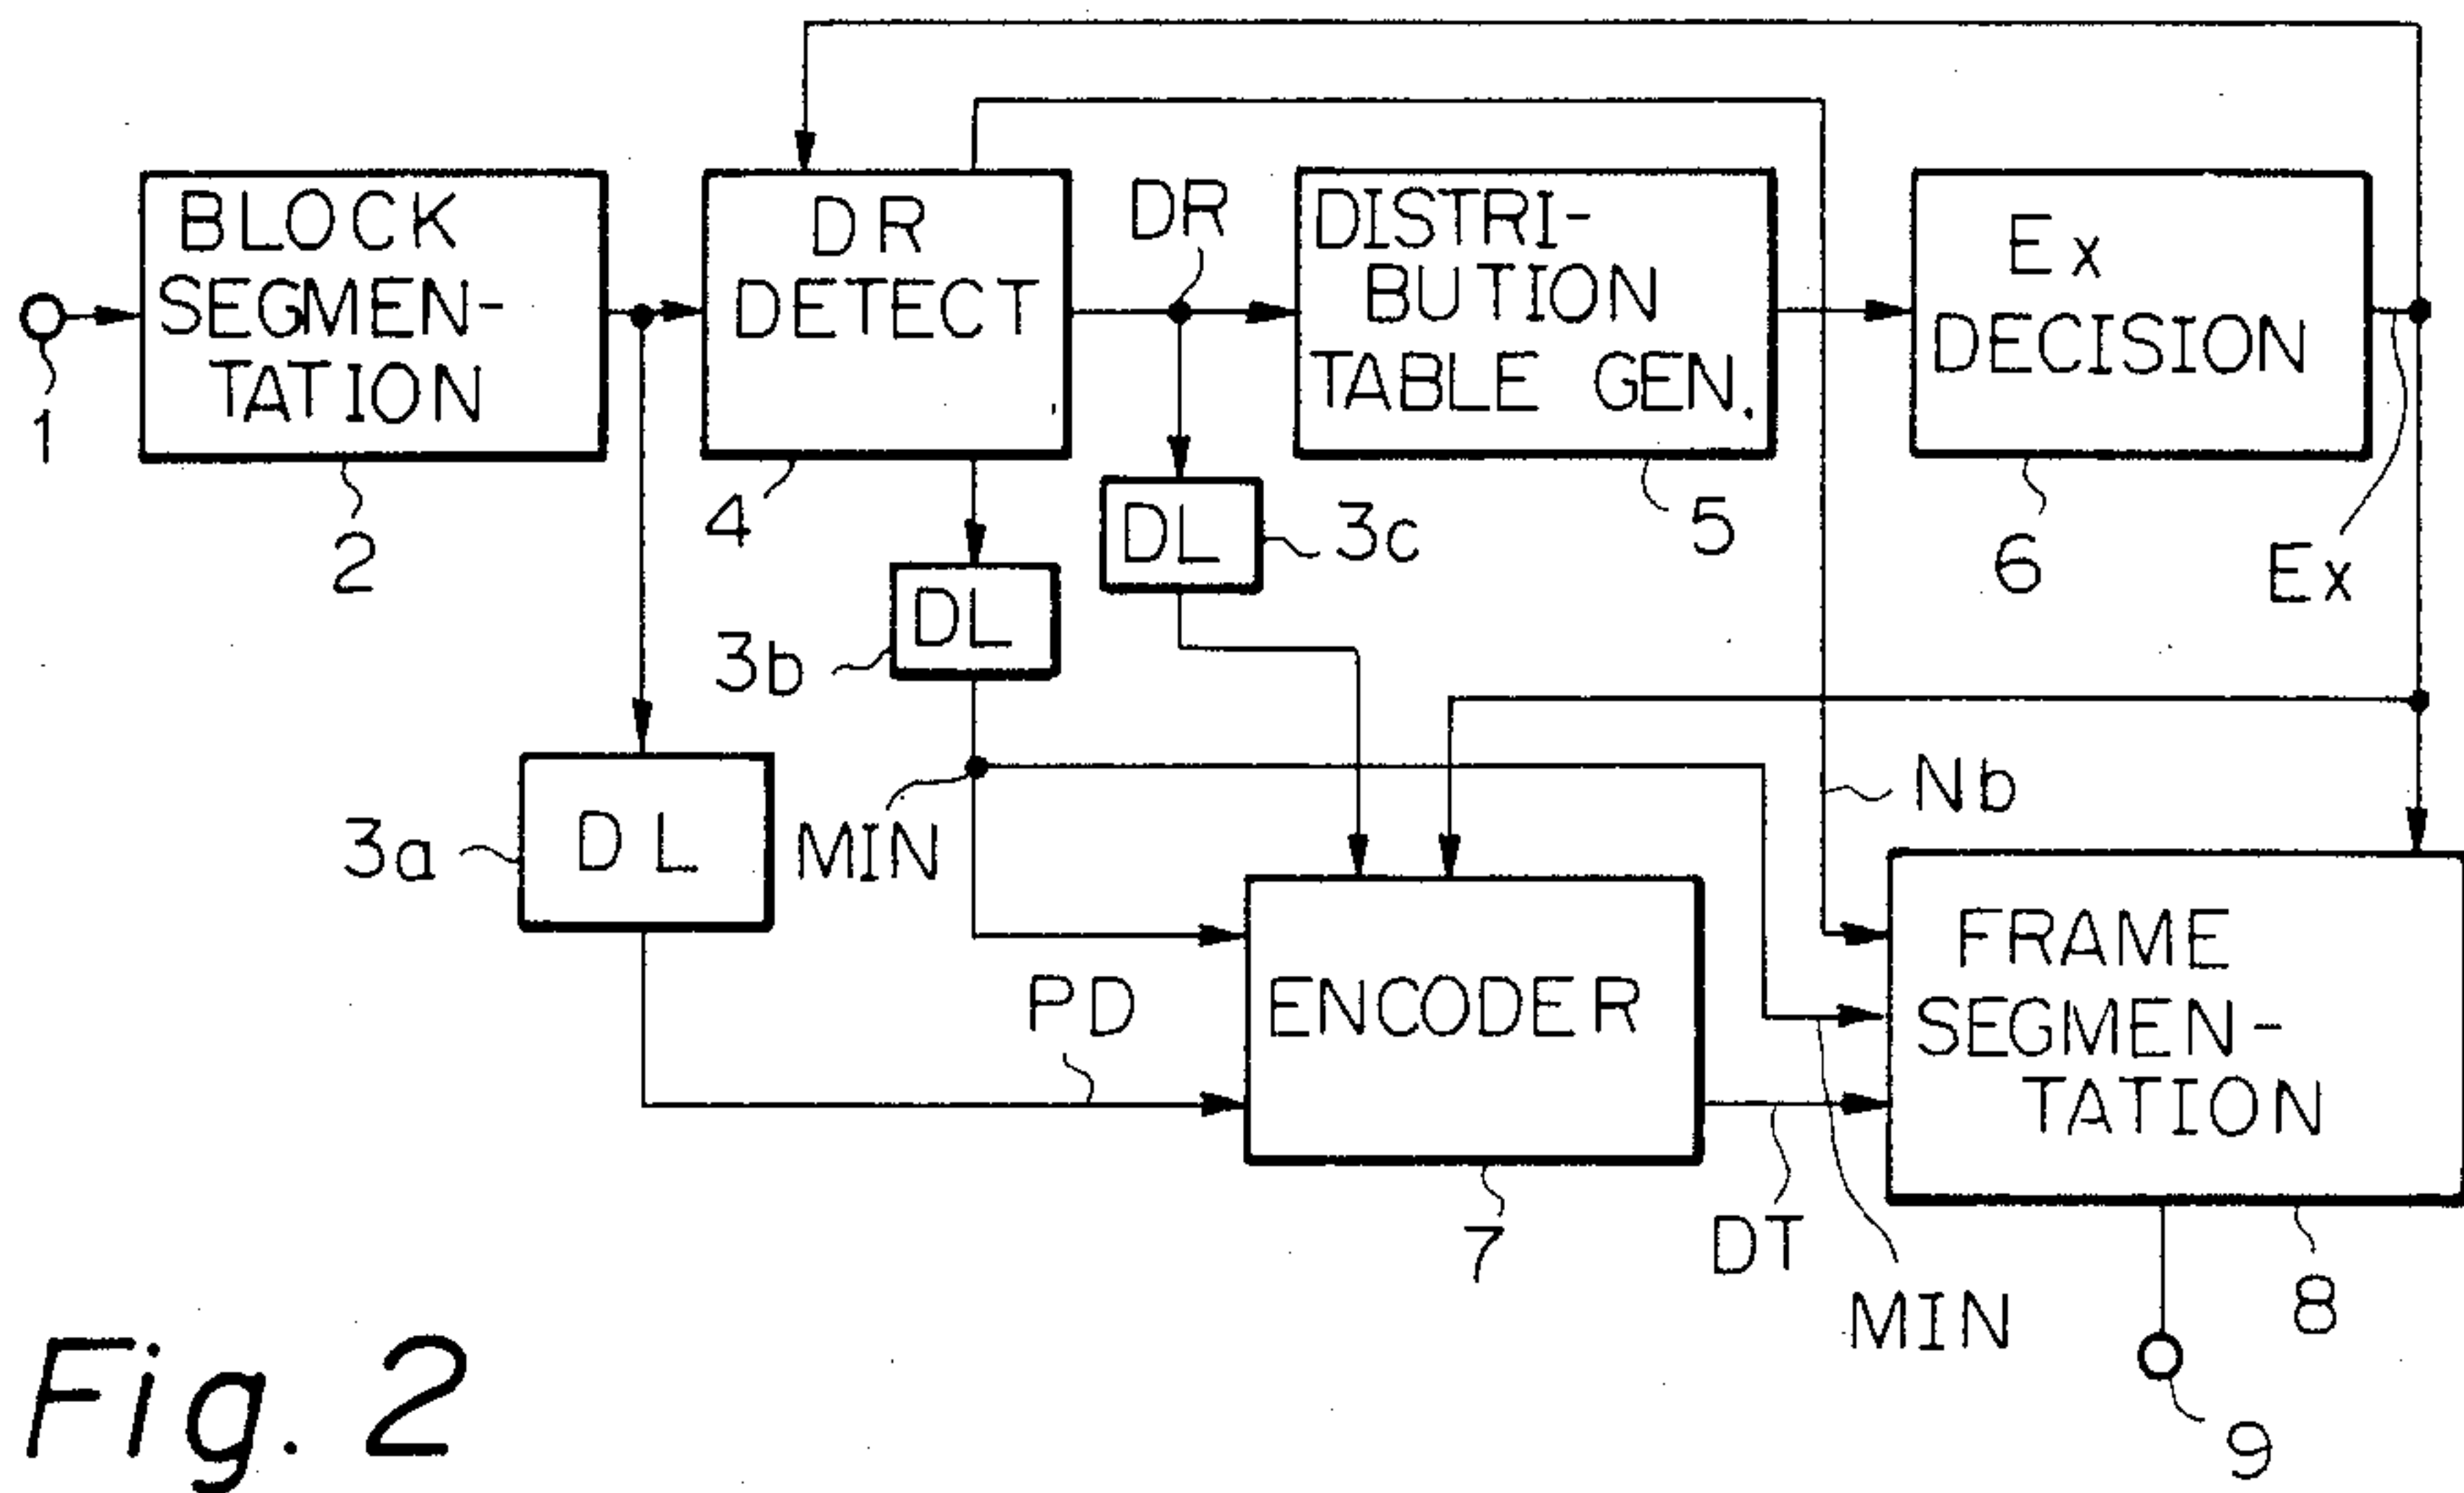 BLOCK
SEGMEN-
TATION
DR
DETECT
DR
DISTRI-
BUTION
TABLE GEN.
Ex
DECISION
1
2
4
DL
3c
5
6
Ex
DL
3b
3a
DL
MIN
Nb
PD
ENCODER
FRAME
SEGMEN-
TATION
7
DT
MIN
8
9
Fig. 2